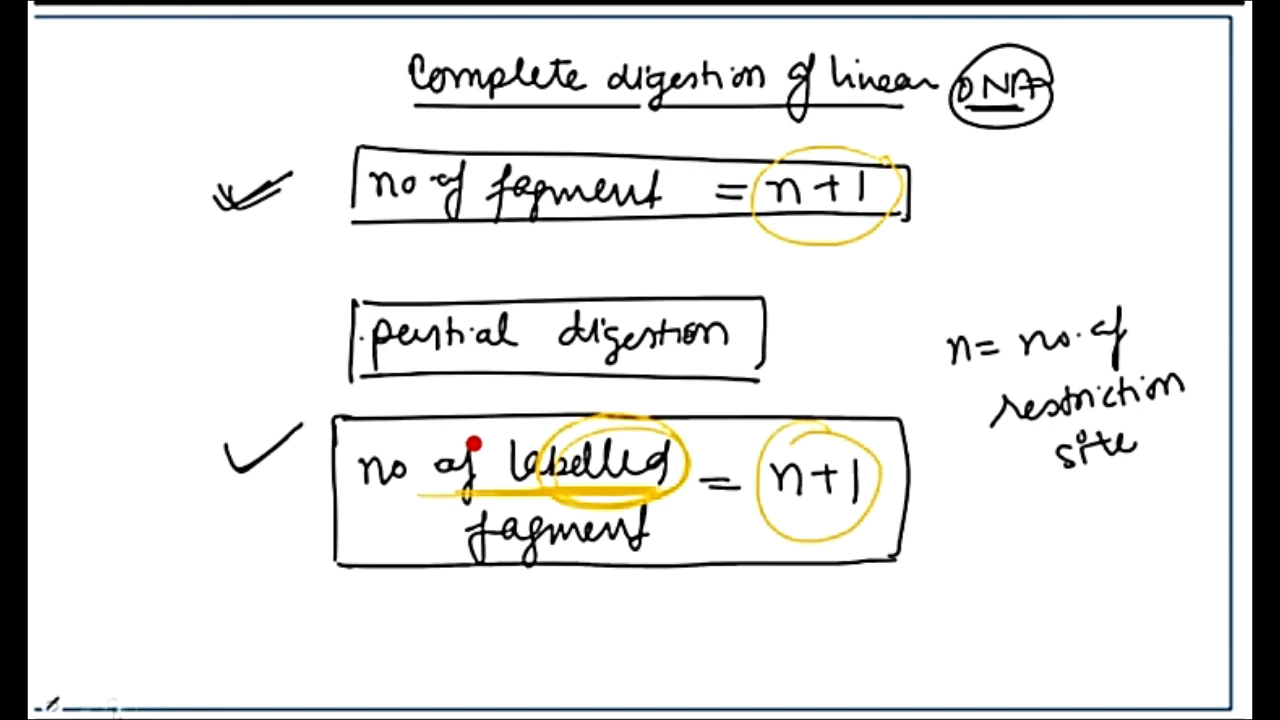 Complete digestion of linear DNA
no of fagment = n+1
partial digestion
n = no. of
restriction
site
no of labelled
fagment = n+1